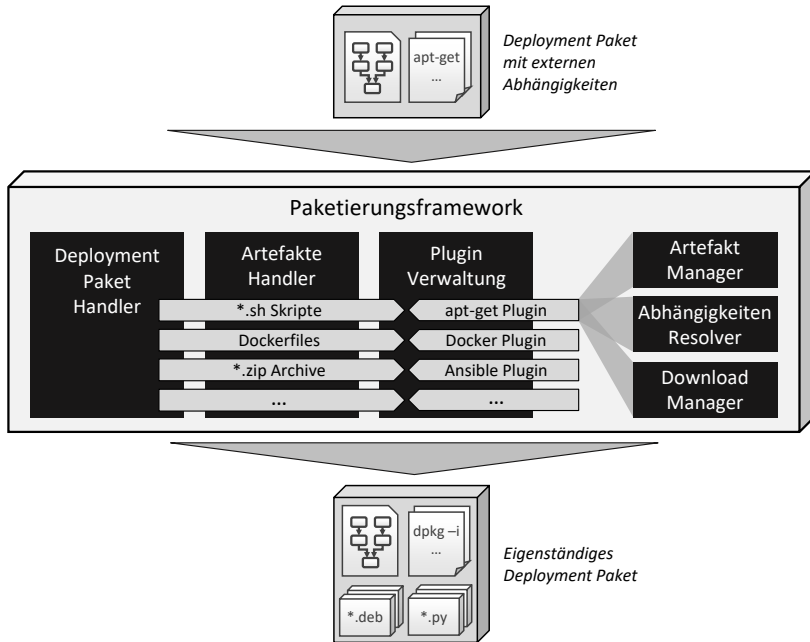 apt-get
...
Deployment Paket
mit externen
Abhängigkeiten
Paketierungsframework
Deployment
Paket
Handler
Artefakte
Handler
Plugin
Verwaltung
*.sh Skripte
apt-get Plugin
Dockerfiles
Docker Plugin
*.zip Archive
Ansible Plugin
...
...
Artefakt
Manager
Abhängigkeiten
Resolver
Download
Manager
dpkg –i
...
*.deb
*.py
Eigenständiges
Deployment Paket